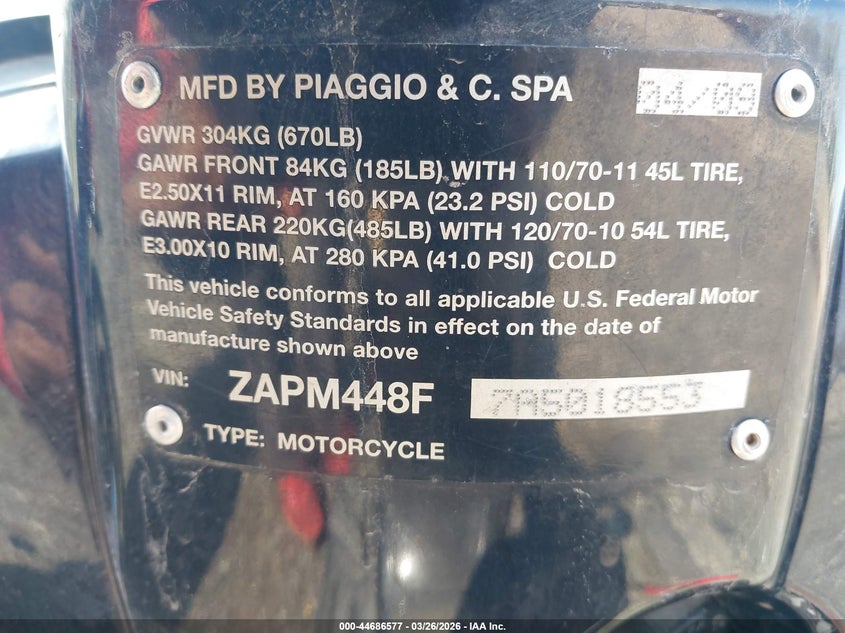 MFD BY PIAGGIO & C. SPA 04/09
GVWR 304KG (670LB)
GAWR FRONT 84KG (185LB) WITH 110/70-11 45L TIRE,
E2.50X11 RIM, AT 160 KPA (23.2 PSI) COLD
GAWR REAR 220KG(485LB) WITH 120/70-10 54L TIRE,
E3.00X10 RIM, AT 280 KPA (41.0 PSI) COLD
This vehicle conforms to all applicable U.S. Federal Motor
Vehicle Safety Standards in effect on the date of
manufacture shown above
VIN: ZAPM448F 7A5018553
TYPE: MOTORCYCLE
000-44686577 — 03/26/2026 — IAA Inc.